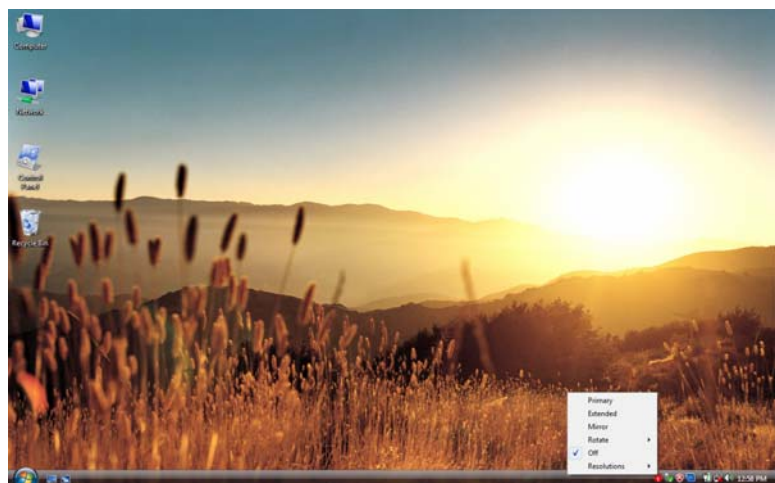 Computer
Network
Control
Panel
Recycle Bin
Primary
Extended
Mirror
Rotate
Off
Resolutions
12:58 PM